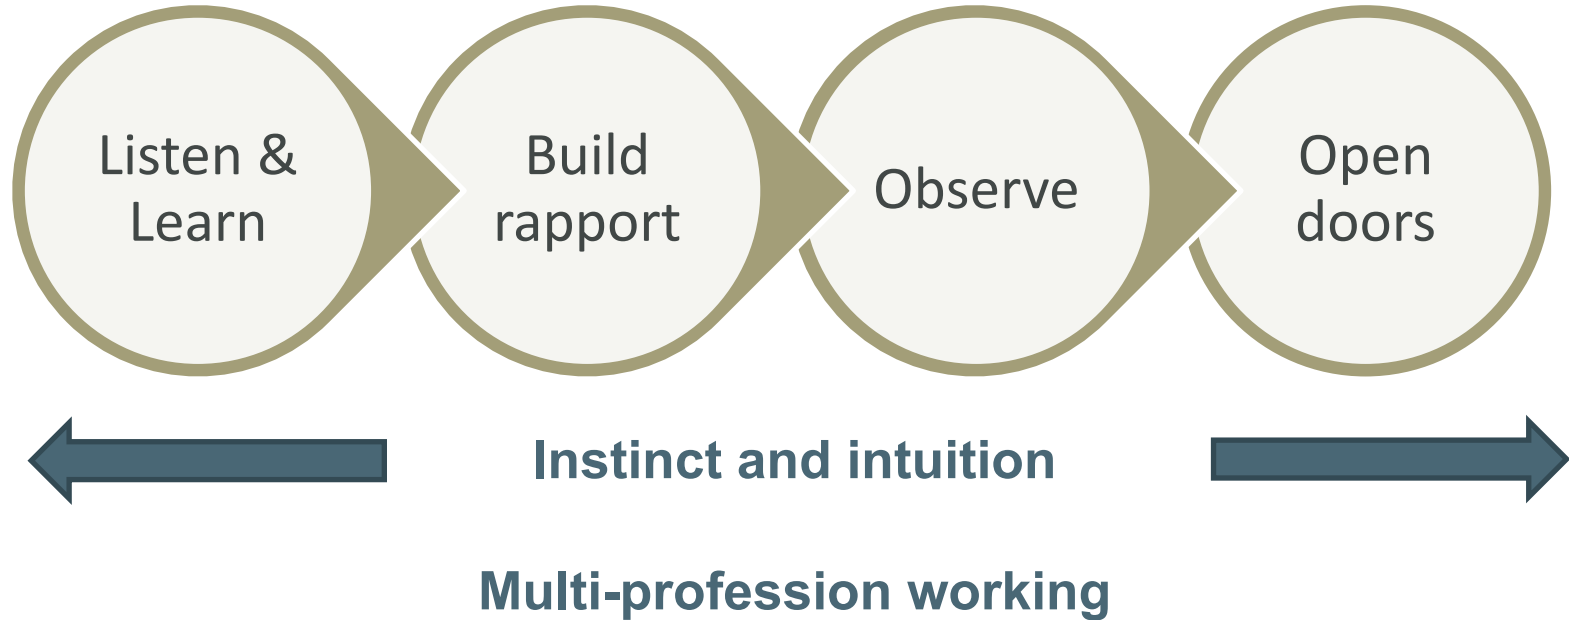 Listen &
Learn
Build
rapport
Observe
Open
doors
Instinct and intuition
Multi-profession working